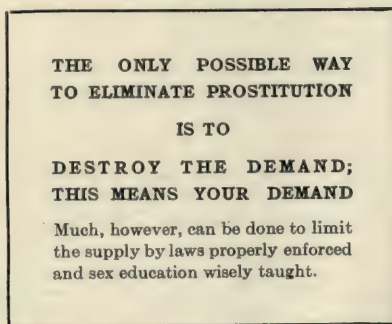 THE ONLY POSSIBLE WAY
TO ELIMINATE PROSTITUTION
IS TO
DESTROY THE DEMAND;
THIS MEANS YOUR DEMAND
Much, however, can be done to limit
the supply by laws properly enforced
and sex education wisely taught.